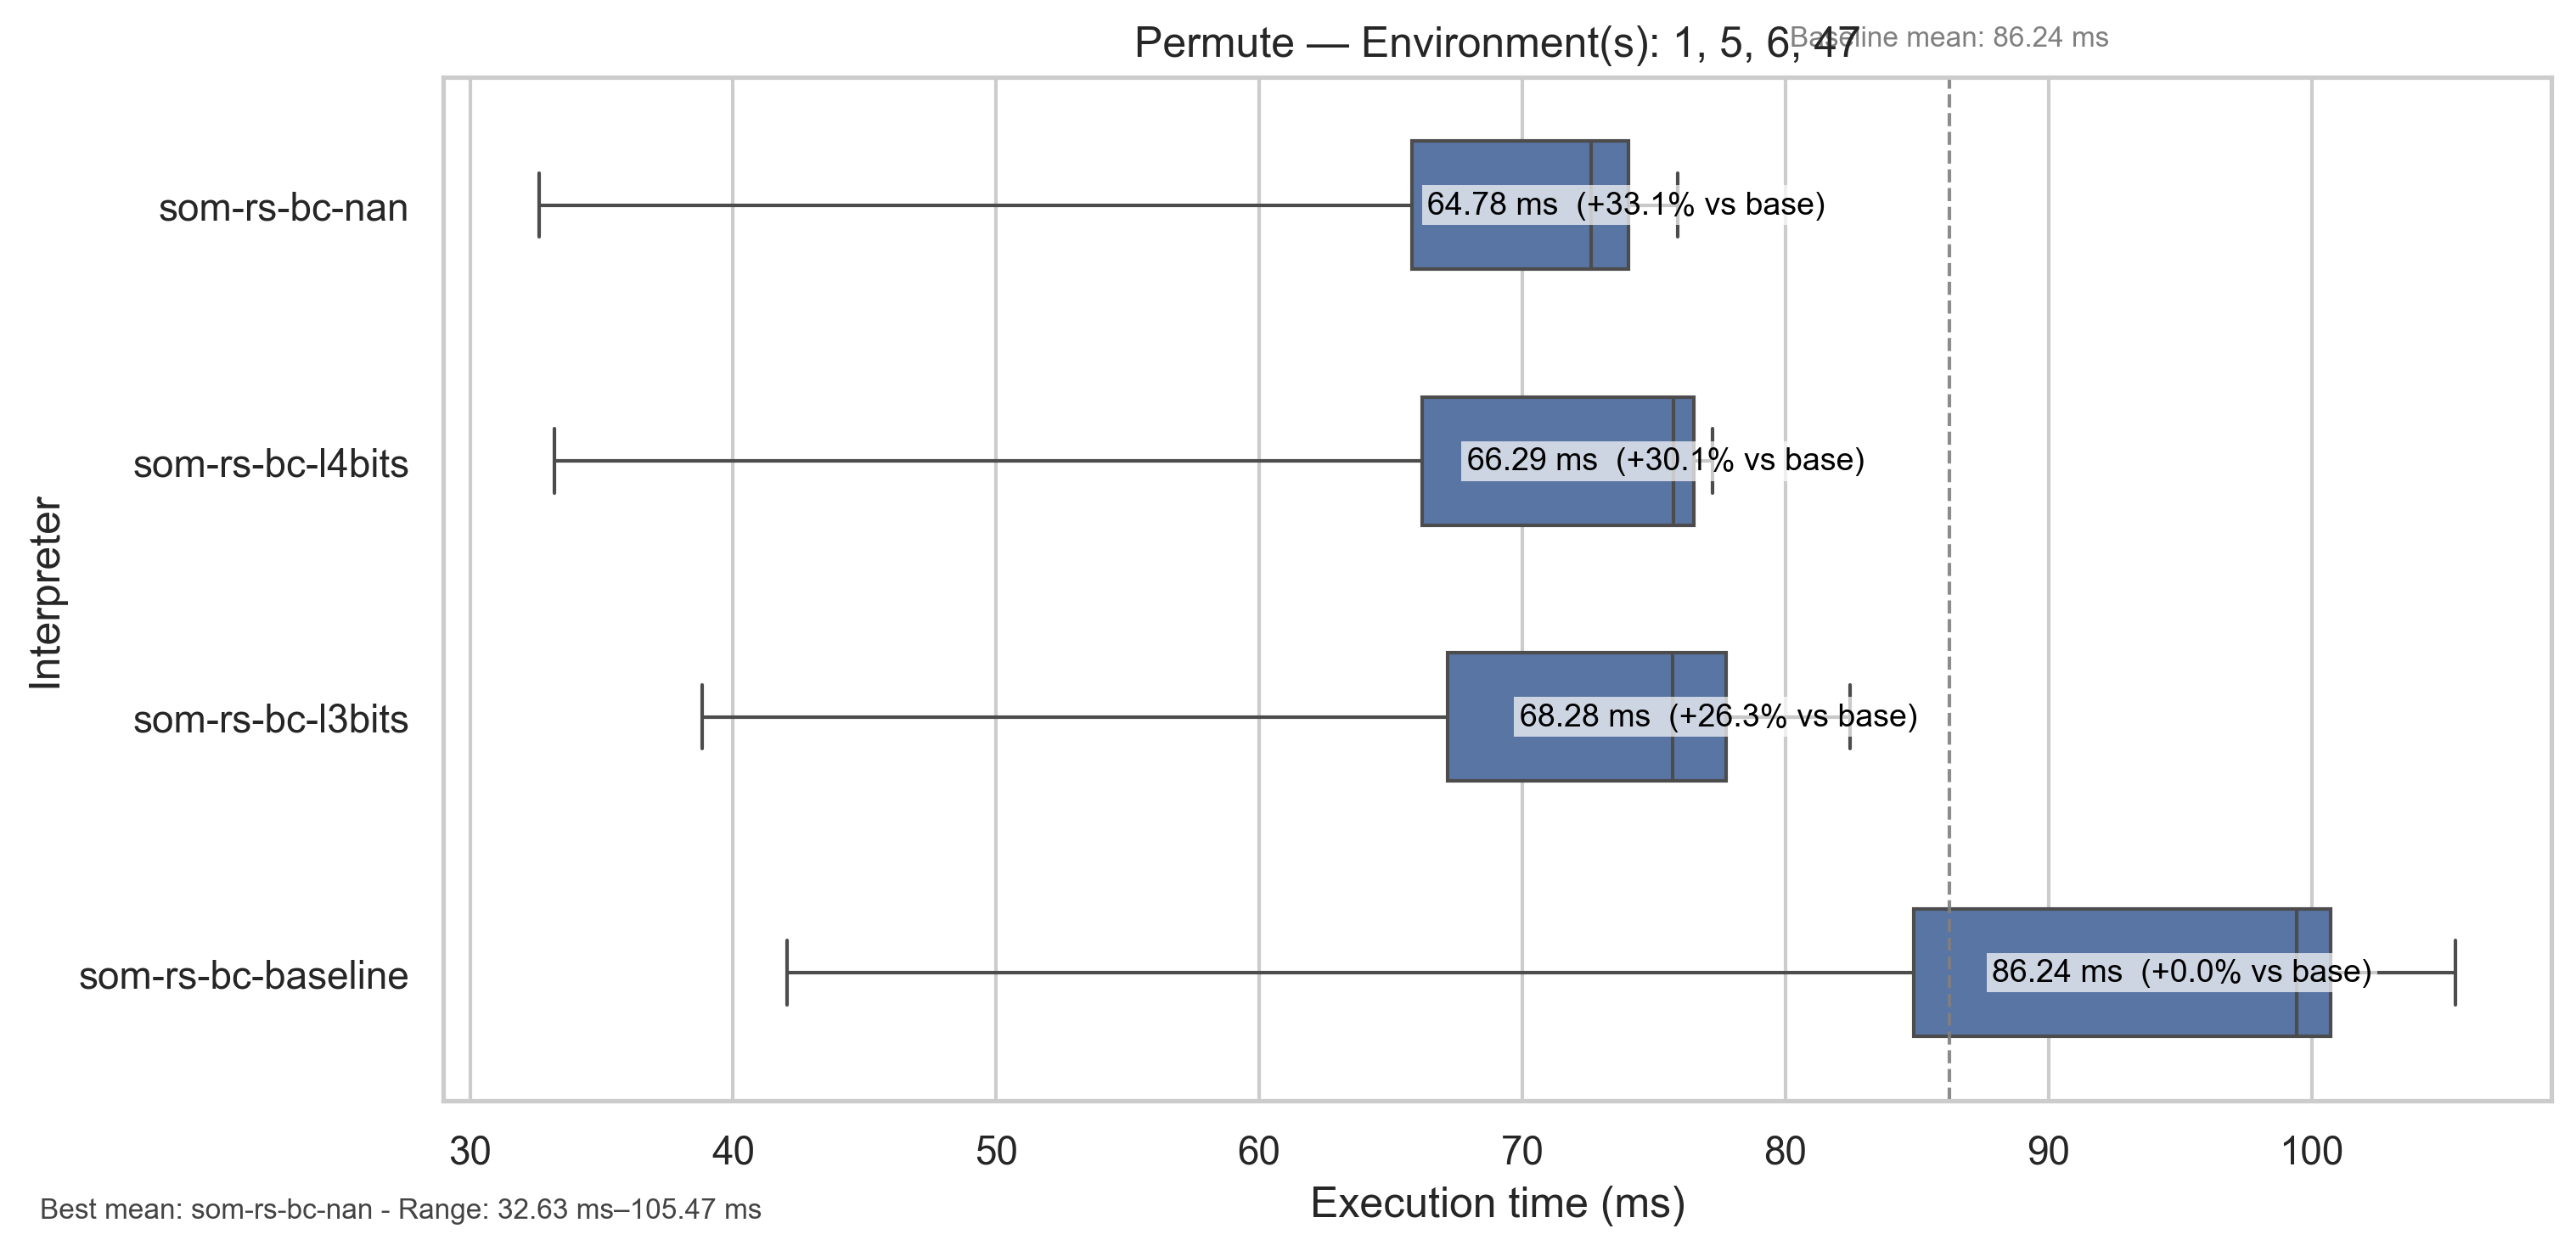 Permute — Environment(s): 1, 5, 6, 47
Baseline mean: 86.24 ms
Interpreter
som-rs-bc-nan
64.78 ms (+33.1% vs base)
som-rs-bc-l4bits
66.29 ms (+30.1% vs base)
som-rs-bc-l3bits
68.28 ms (+26.3% vs base)
som-rs-bc-baseline
86.24 ms (+0.0% vs base)
30 40 50 60 70 80 90 100
Execution time (ms)
Best mean: som-rs-bc-nan - Range: 32.63 ms–105.47 ms